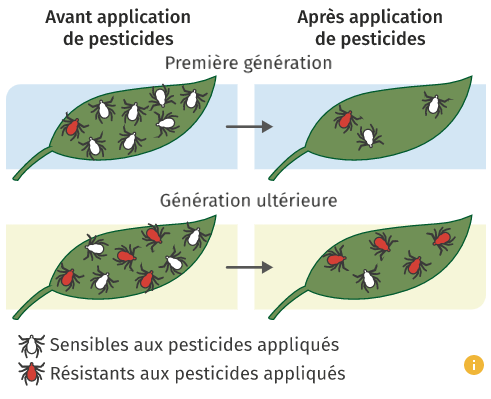 Avant application
de pesticides
Après application
de pesticides
Première génération
Génération ultérieure
Sensibles aux pesticides appliqués
Résistants aux pesticides appliqués
i